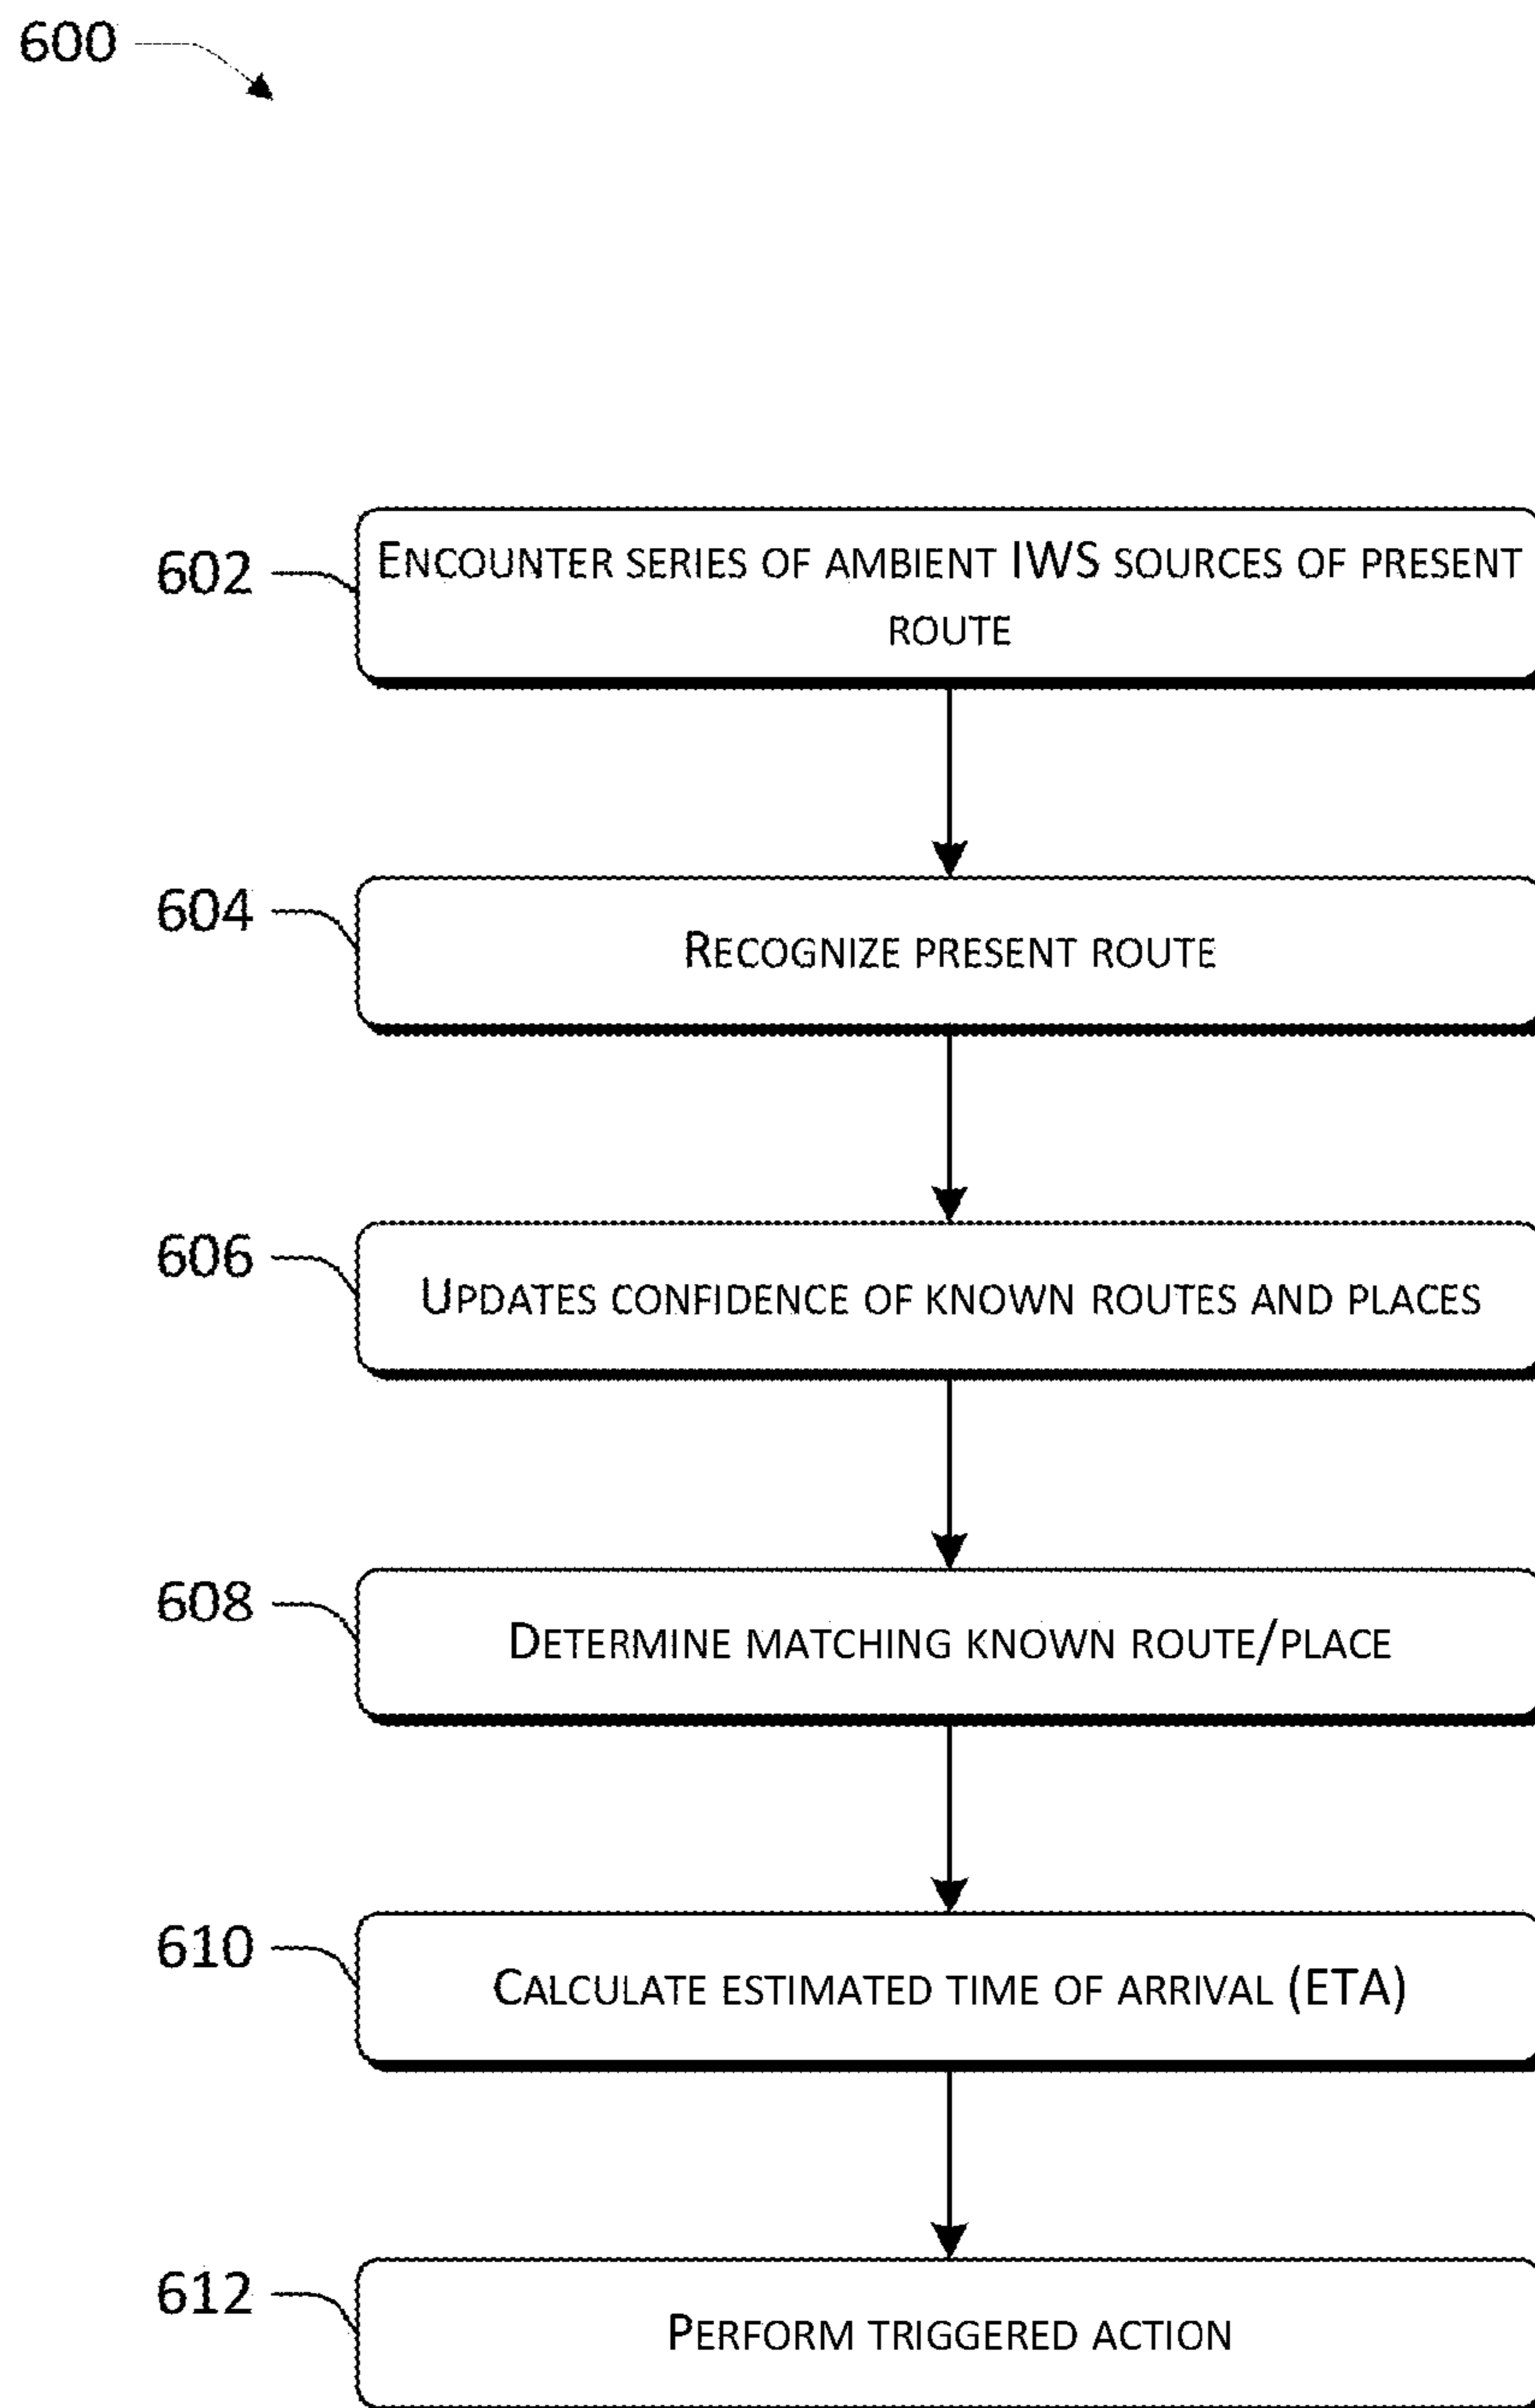 600
602
ENCOUNTER SERIES OF AMBIENT IWS SOURCES OF PRESENT
ROUTE
604
RECOGNIZE PRESENT ROUTE
606
UPDATES CONFIDENCE OF KNOWN ROUTES AND PLACES
608
DETERMINE MATCHING KNOWN ROUTE/PLACE
610
CALCULATE ESTIMATED TIME OF ARRIVAL (ETA)
612
PERFORM TRIGGERED ACTION